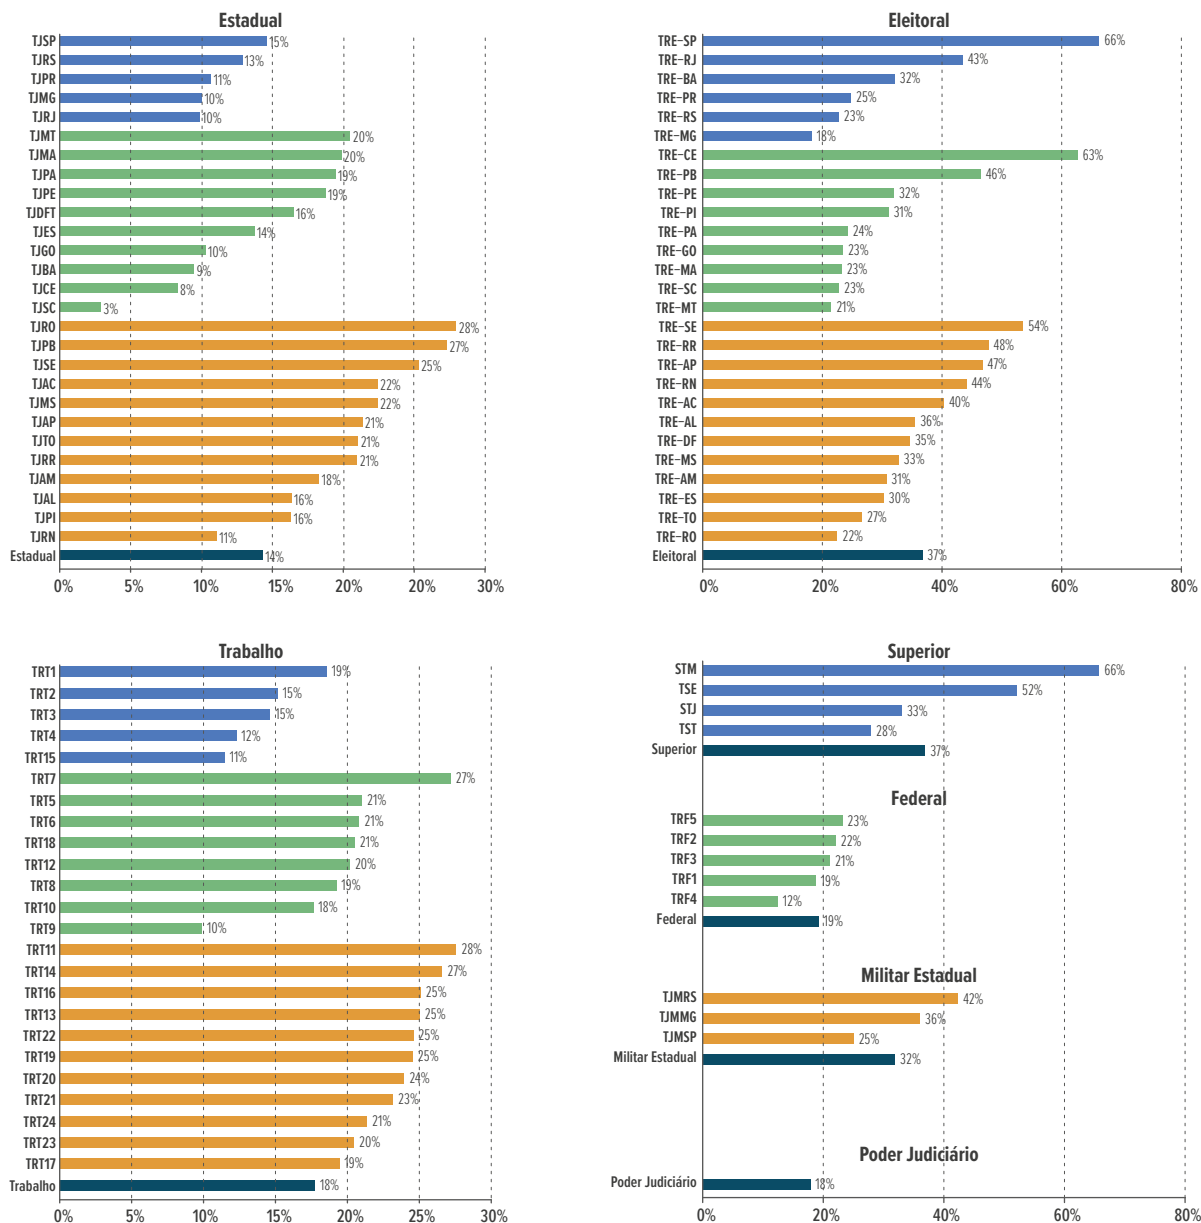 Estadual
TJSP 15%
TJRS 13%
TJPR 11%
TJMG 10%
TJRJ 10%
TJMT 20%
TJMA 20%
TJPA 19%
TJPE 19%
TJDFT 16%
TJES 14%
TJGO 10%
TJBA 9%
TJCE 8%
TJSC 3%
TJRO 28%
TJPB 27%
TJSE 25%
TJAC 22%
TJMS 22%
TJAP 21%
TJTO 21%
TJRR 21%
TJAM 18%
TJAL 16%
TJPI 16%
TJRN 11%
Estadual 14%
0% 5% 10% 20% 20% 30%
Eleitoral
TRE-SP 66%
TRE-RJ 43%
TRE-BA 32%
TRE-PR 25%
TRE-RS 23%
TRE-MG 18%
TRE-CE 63%
TRE-PB 46%
TRE-PE 32%
TRE-PI 31%
TRE-PA 24%
TRE-GO 23%
TRE-MA 23%
TRE-SC 23%
TRE-MT 21%
TRE-SE 54%
TRE-RR 48%
TRE-AP 47%
TRE-RN 44%
TRE-AC 40%
TRE-AL 36%
TRE-DF 35%
TRE-MS 33%
TRE-AM 31%
TRE-ES 30%
TRE-TO 27%
TRE-RO 22%
Eleitoral 37%
0% 20% 40% 60% 80%
Trabalho
TRT1 19%
TRT2 15%
TRT3 15%
TRT4 12%
TRT15 11%
TRT7 27%
TRT5 21%
TRT6 21%
TRT18 21%
TRT12 20%
TRT8 19%
TRT10 18%
TRT9 10%
TRT11 28%
TRT14 27%
TRT16 25%
TRT13 25%
TRT22 25%
TRT19 25%
TRT20 24%
TRT21 23%
TRT24 21%
TRT23 20%
TRT17 19%
Trabalho 18%
0% 5% 10% 15% 20% 25% 30%
Superior
STM 66%
TSE 52%
STJ 33%
TST 28%
Superior 37%
Federal
TRF5 23%
TRF2 22%
TRF3 21%
TRF1 19%
TRF4 12%
Federal 19%
Militar Estadual
TJMRS 42%
TJMMG 36%
TJMSP 25%
Militar Estadual 32%
Poder Judiciário
Poder Judiciário 18%
0% 20% 40% 60% 80%